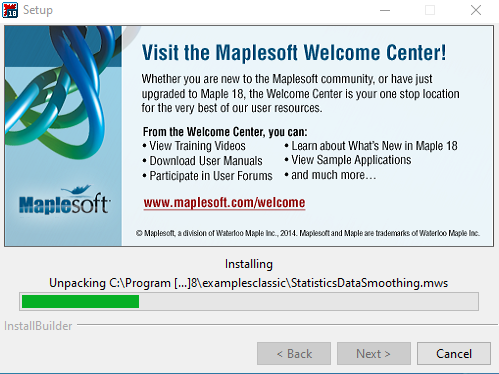 18
Setup
Visit the Maplesoft Welcome Center!
Whether you are new to the Maplesoft community, or have just
upgraded to Maple 18, the Welcome Center is your one stop location
for the very best of our user resources.
From the Welcome Center, you can:
• View Training Videos
• Download User Manuals
• Participate in User Forums
• Learn about What's New in Maple 18
• View Sample Applications
• and much more…
www.maplesoft.com/welcome
Maplesoft
© Maplesoft, a division of Waterloo Maple Inc., 2014. Maplesoft and Maple are trademarks of Waterloo Maple Inc.
Installing
Unpacking C:\Program [...]8\examplesclassic\StatisticsDataSmoothing.mws
InstallBuilder
< Back
Next >
Cancel